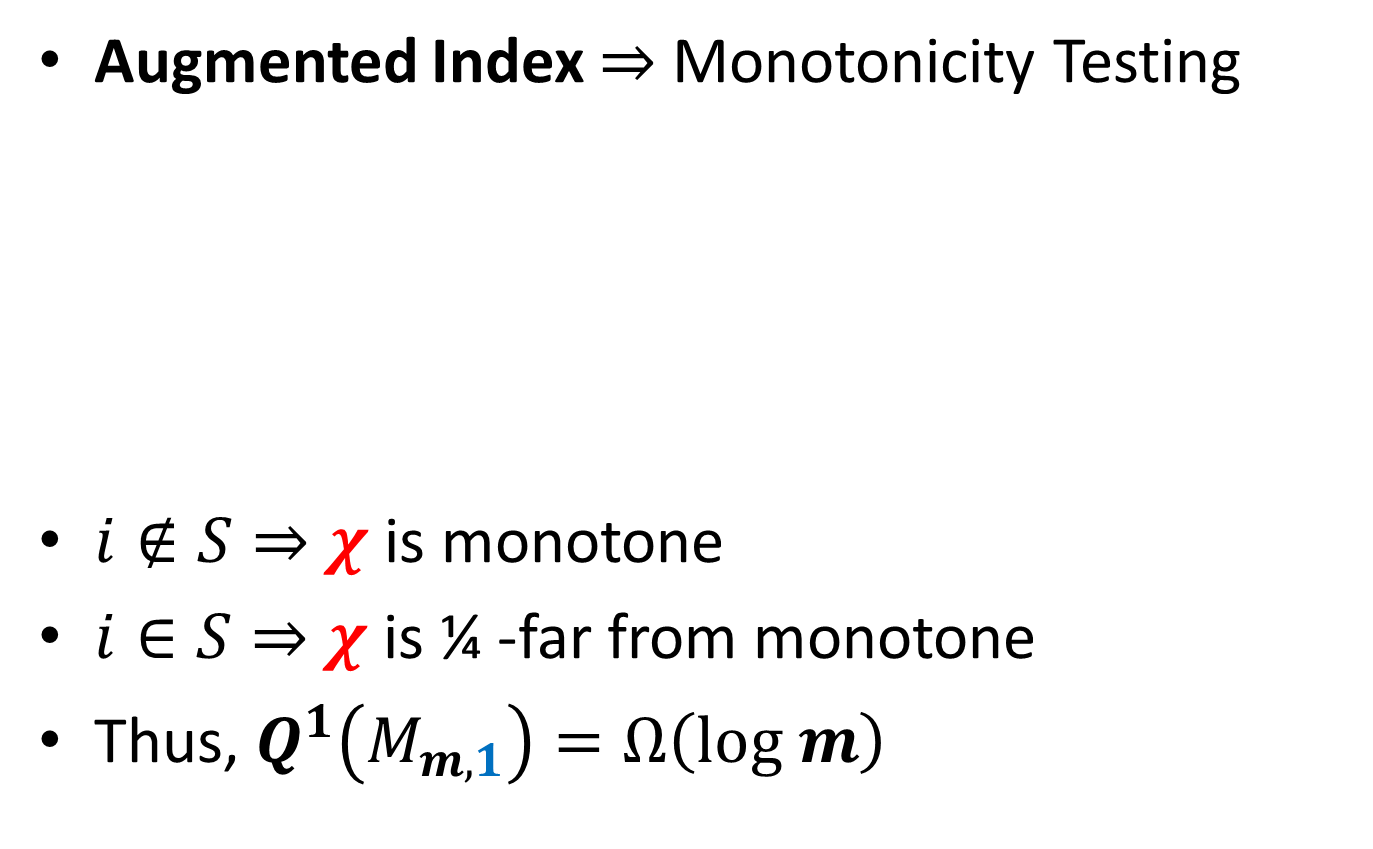 • Augmented Index ⇒ Monotonicity Testing
• i ∉ S ⇒ χ is monotone
• i ∈ S ⇒ χ is ¼ -far from monotone
• Thus, Q¹(M_{m,1}) = Ω(log m)